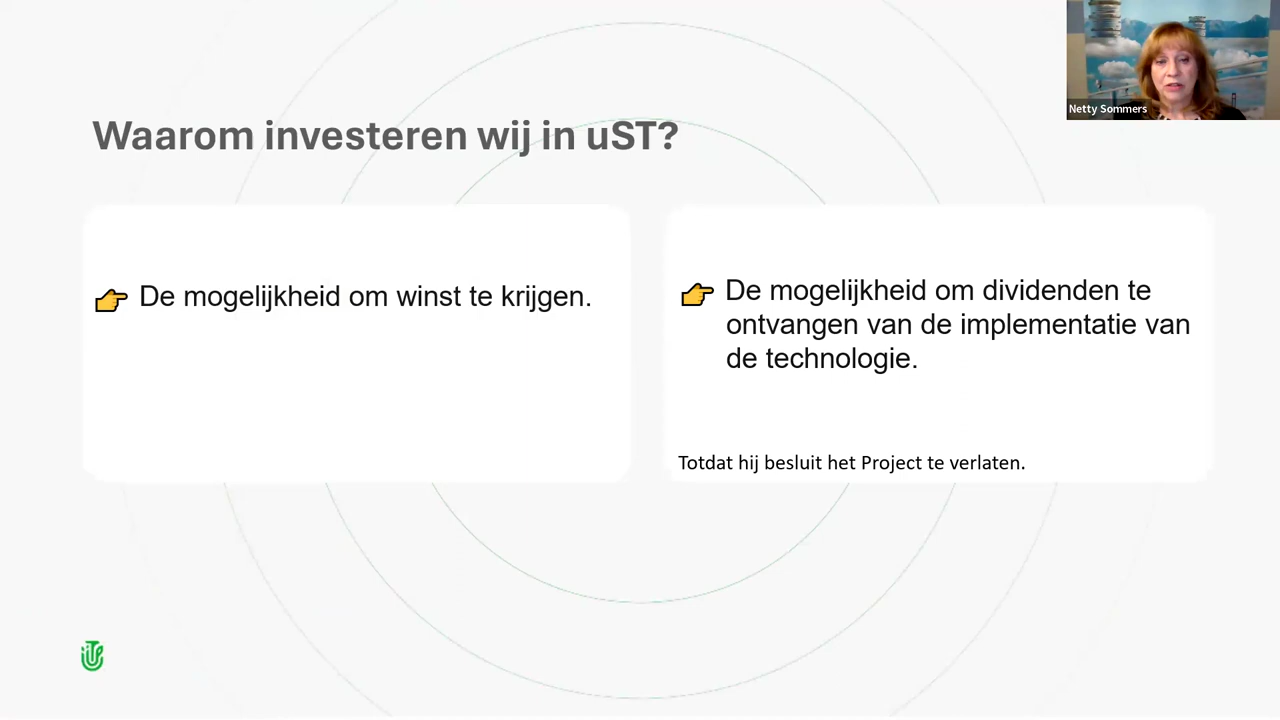 Netty Sommers
Waarom investeren wij in uST?
👉 De mogelijkheid om winst te krijgen.
👉 De mogelijkheid om dividenden te
ontvangen van de implementatie van
de technologie.
Totdat hij besluit het Project te verlaten.